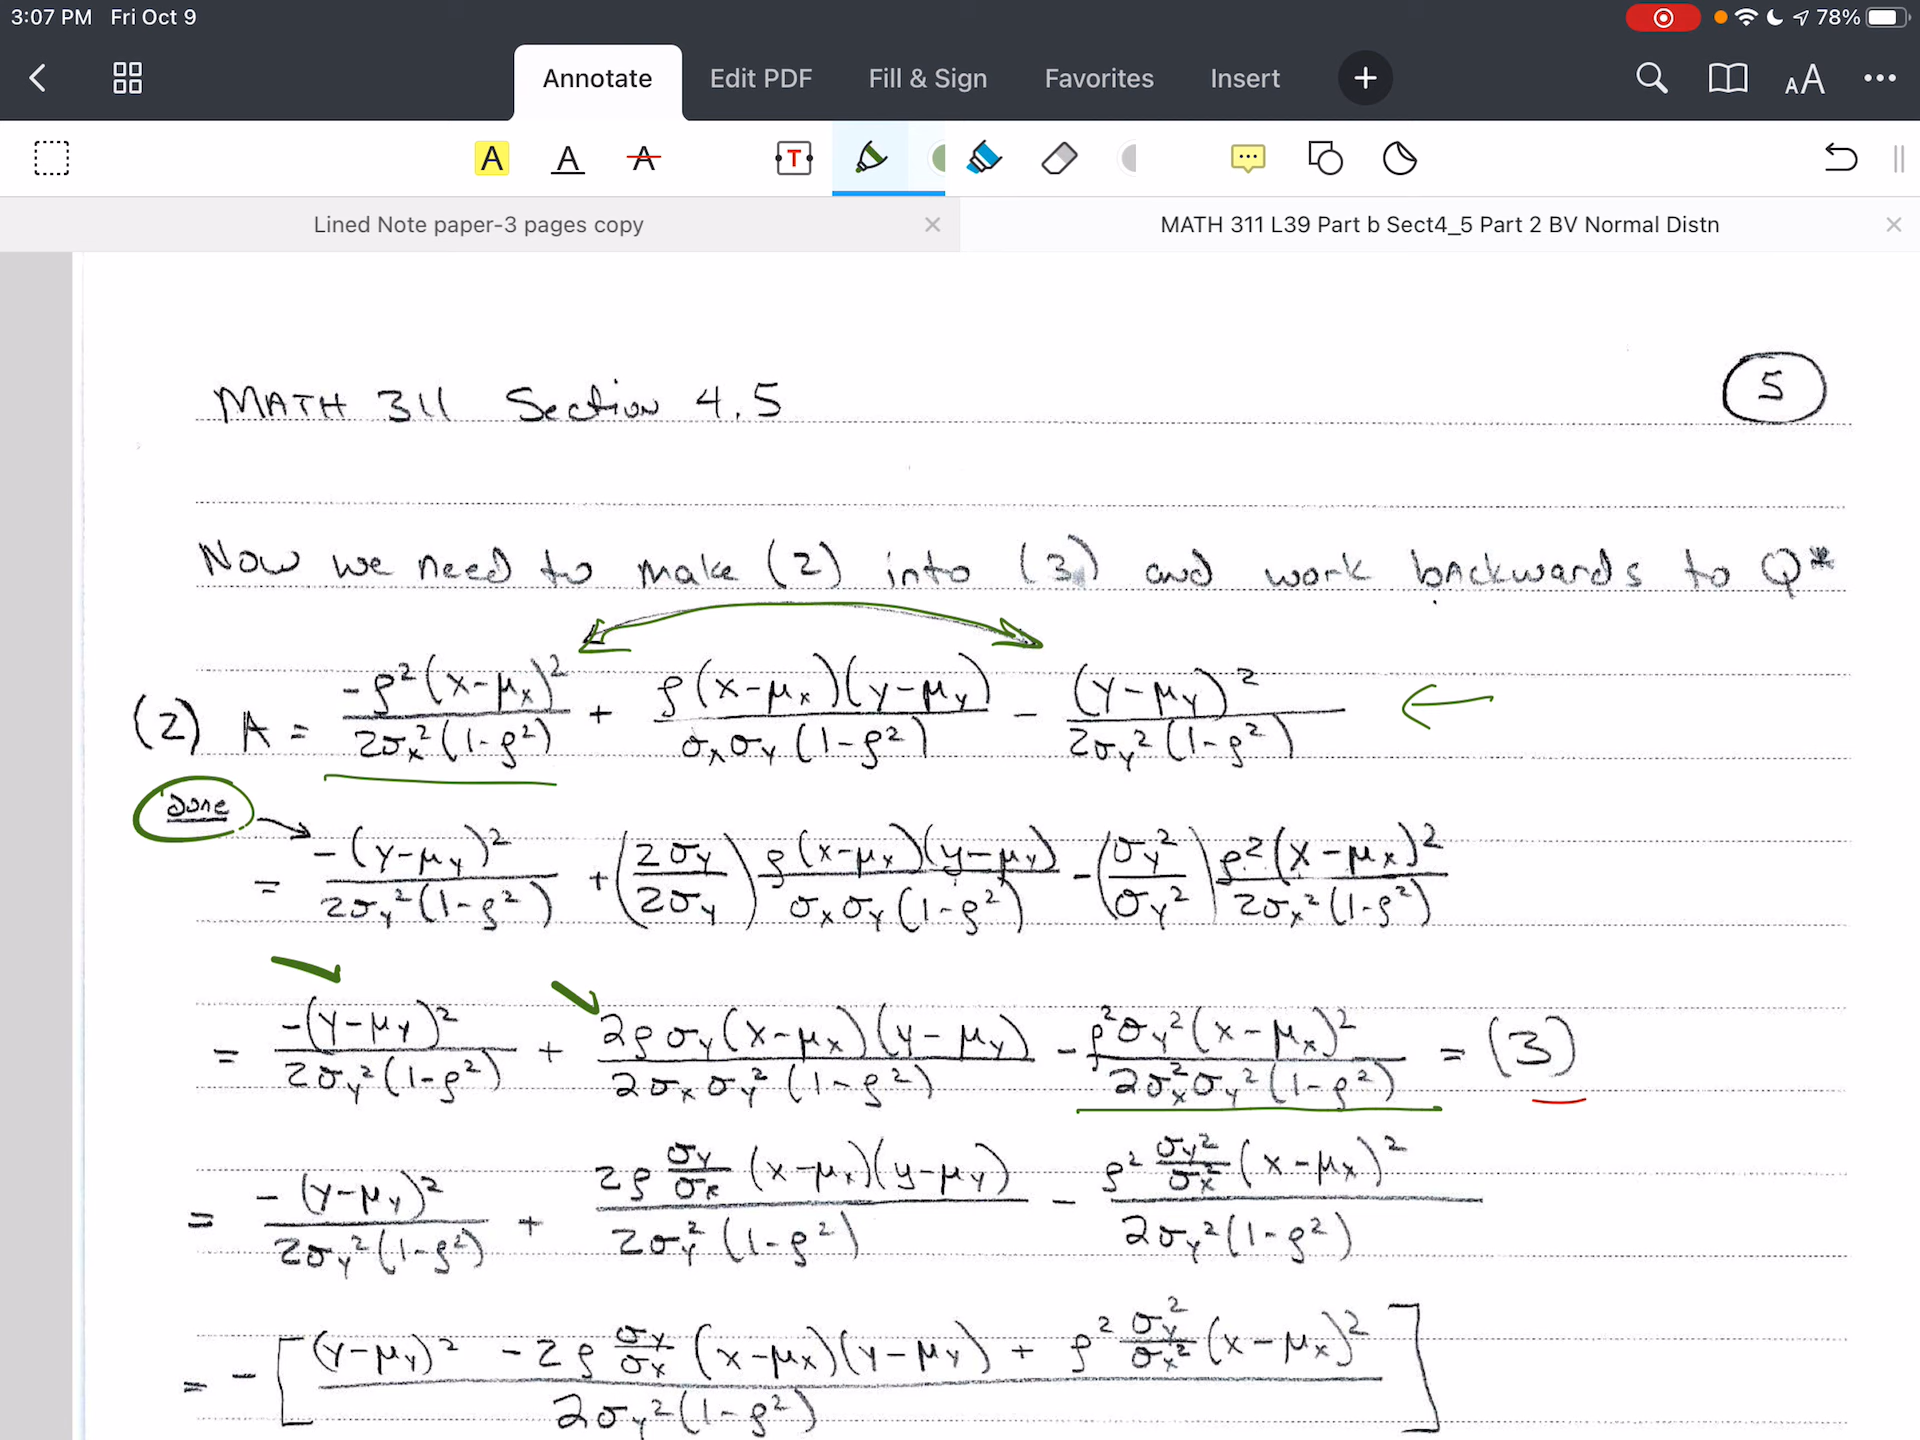 3:07 PM Fri Oct 9 78%
Annotate Edit PDF Fill & Sign Favorites Insert AA
A A A T
Lined Note paper-3 pages copy MATH 311 L39 Part b Sect4_5 Part 2 BV Normal Distn
MATH 311 Section 4.5 5
Now we need to make (2) into (3) and work backwards to Q*
(2) A = -ρ²(x-μx)²/2σx²(1-ρ²) + ρ(x-μx)(y-μy)/σxσy(1-ρ²) - (y-μy)²/2σy²(1-ρ²) ←
Done
= -(y-μy)²/2σy²(1-ρ²) + (2σy/2σy) ρ(x-μx)(y-μy)/σxσy(1-ρ²) - (σy²/σy²) ρ²(x-μx)²/2σx²(1-ρ²)
= -(y-μy)²/2σy²(1-ρ²) + 2ρσy(x-μx)(y-μy)/2σxσy²(1-ρ²) - ρ²σy²(x-μx)²/2σx²σy²(1-ρ²) = (3)
= -(y-μy)²/2σy²(1-ρ²) + 2ρ σy/σx (x-μx)(y-μy)/2σy²(1-ρ²) - ρ² σy²/σx² (x-μx)²/2σy²(1-ρ²)
= -[(y-μy)² - 2ρ σy/σx (x-μx)(y-μy) + ρ² σy²/σx² (x-μx)²/2σy²(1-ρ²)]